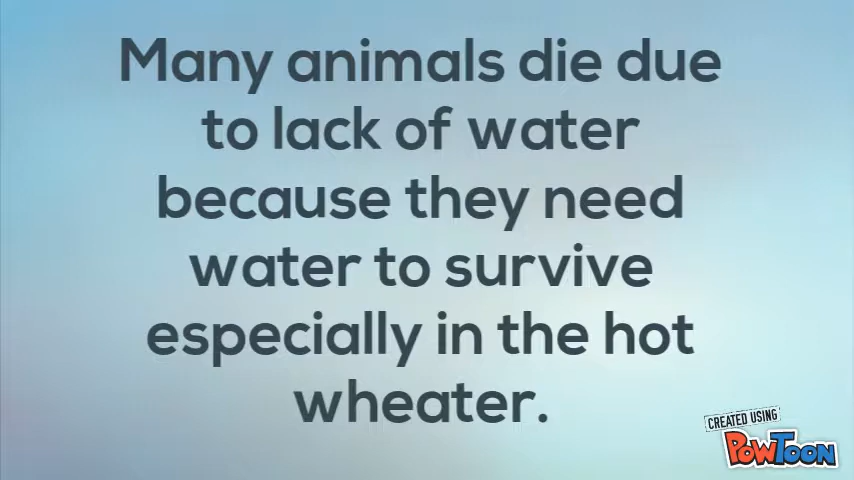 Many animals die due
to lack of water
because they need
water to survive
especially in the hot
wheater.
CREATED USING
POWTOON